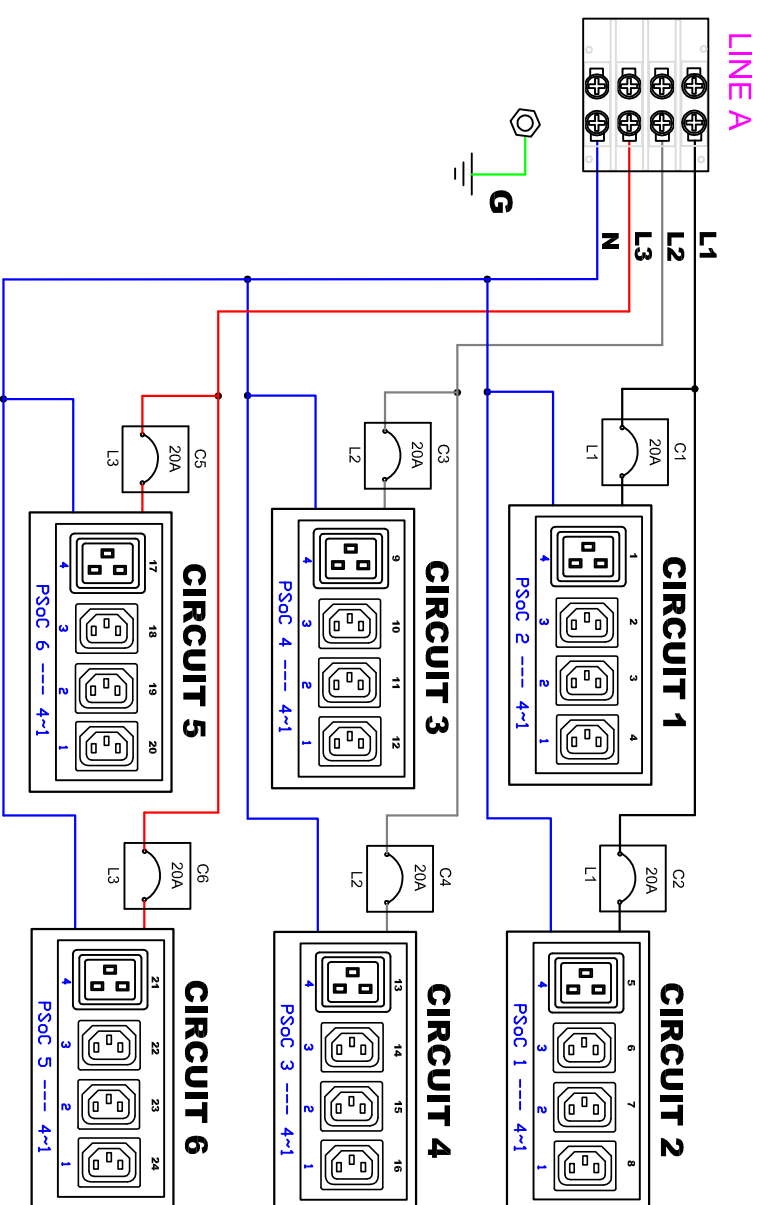 LINE A
L1
L2
L3
N
G
C1
20A
L1
CIRCUIT 1
1
2
3
4
4
3
2
1
PSoC 2 --- 4~1
C2
20A
L1
CIRCUIT 2
5
6
7
8
4
3
2
1
PSoC 1 --- 4~1
C3
20A
L2
CIRCUIT 3
9
10
11
12
4
3
2
1
PSoC 4 --- 4~1
C4
20A
L2
CIRCUIT 4
13
14
15
16
4
3
2
1
PSoC 3 --- 4~1
C5
20A
L3
CIRCUIT 5
17
18
19
20
4
3
2
1
PSoC 6 --- 4~1
C6
20A
L3
CIRCUIT 6
21
22
23
24
4
3
2
1
PSoC 5 --- 4~1